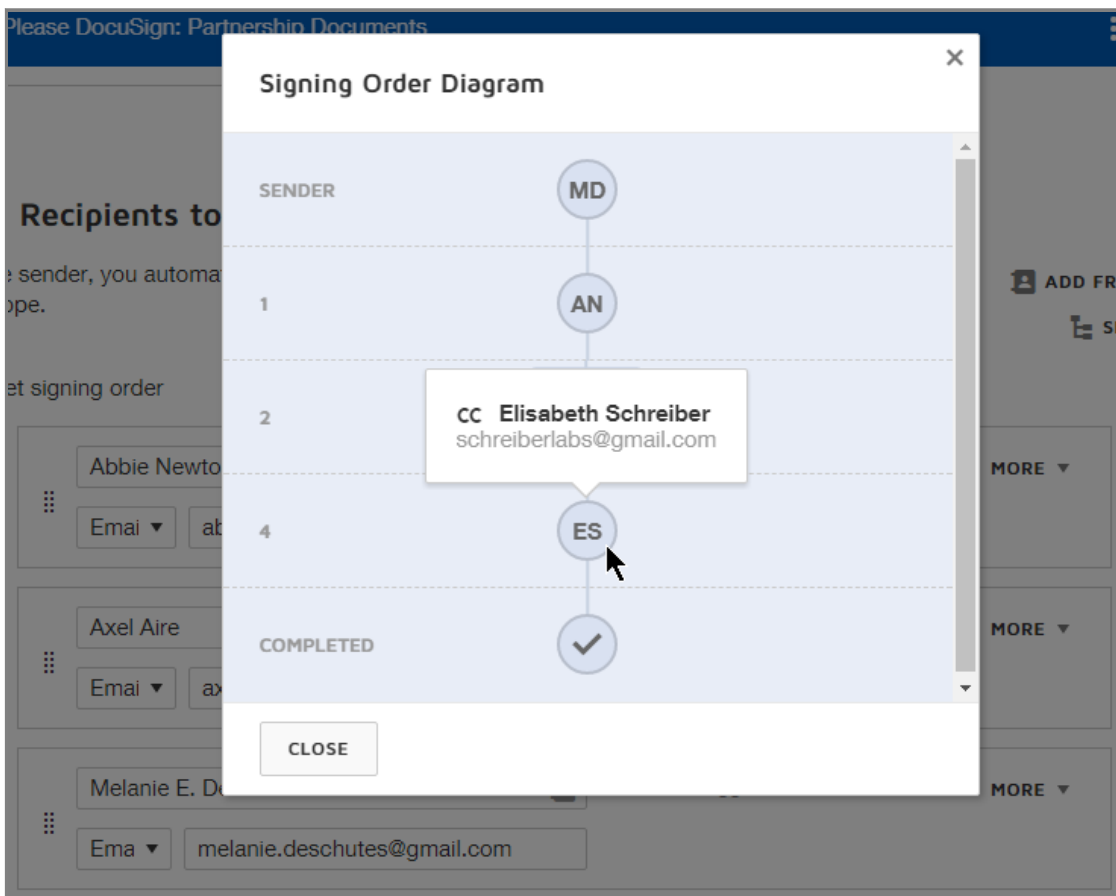 Please DocuSign: Partnership Documents
Signing Order Diagram
SENDER
MD
Recipients to
sender, you automa
ope.
ADD FR
1
AN
et signing order
2
CC Elisabeth Schreiber
schreiberlabs@gmail.com
Abbie Newto
MORE
Emai
ab
4
ES
Axel Aire
MORE
COMPLETED
Emai
ax
CLOSE
Melanie E. De
MORE
Ema
melanie.deschutes@gmail.com